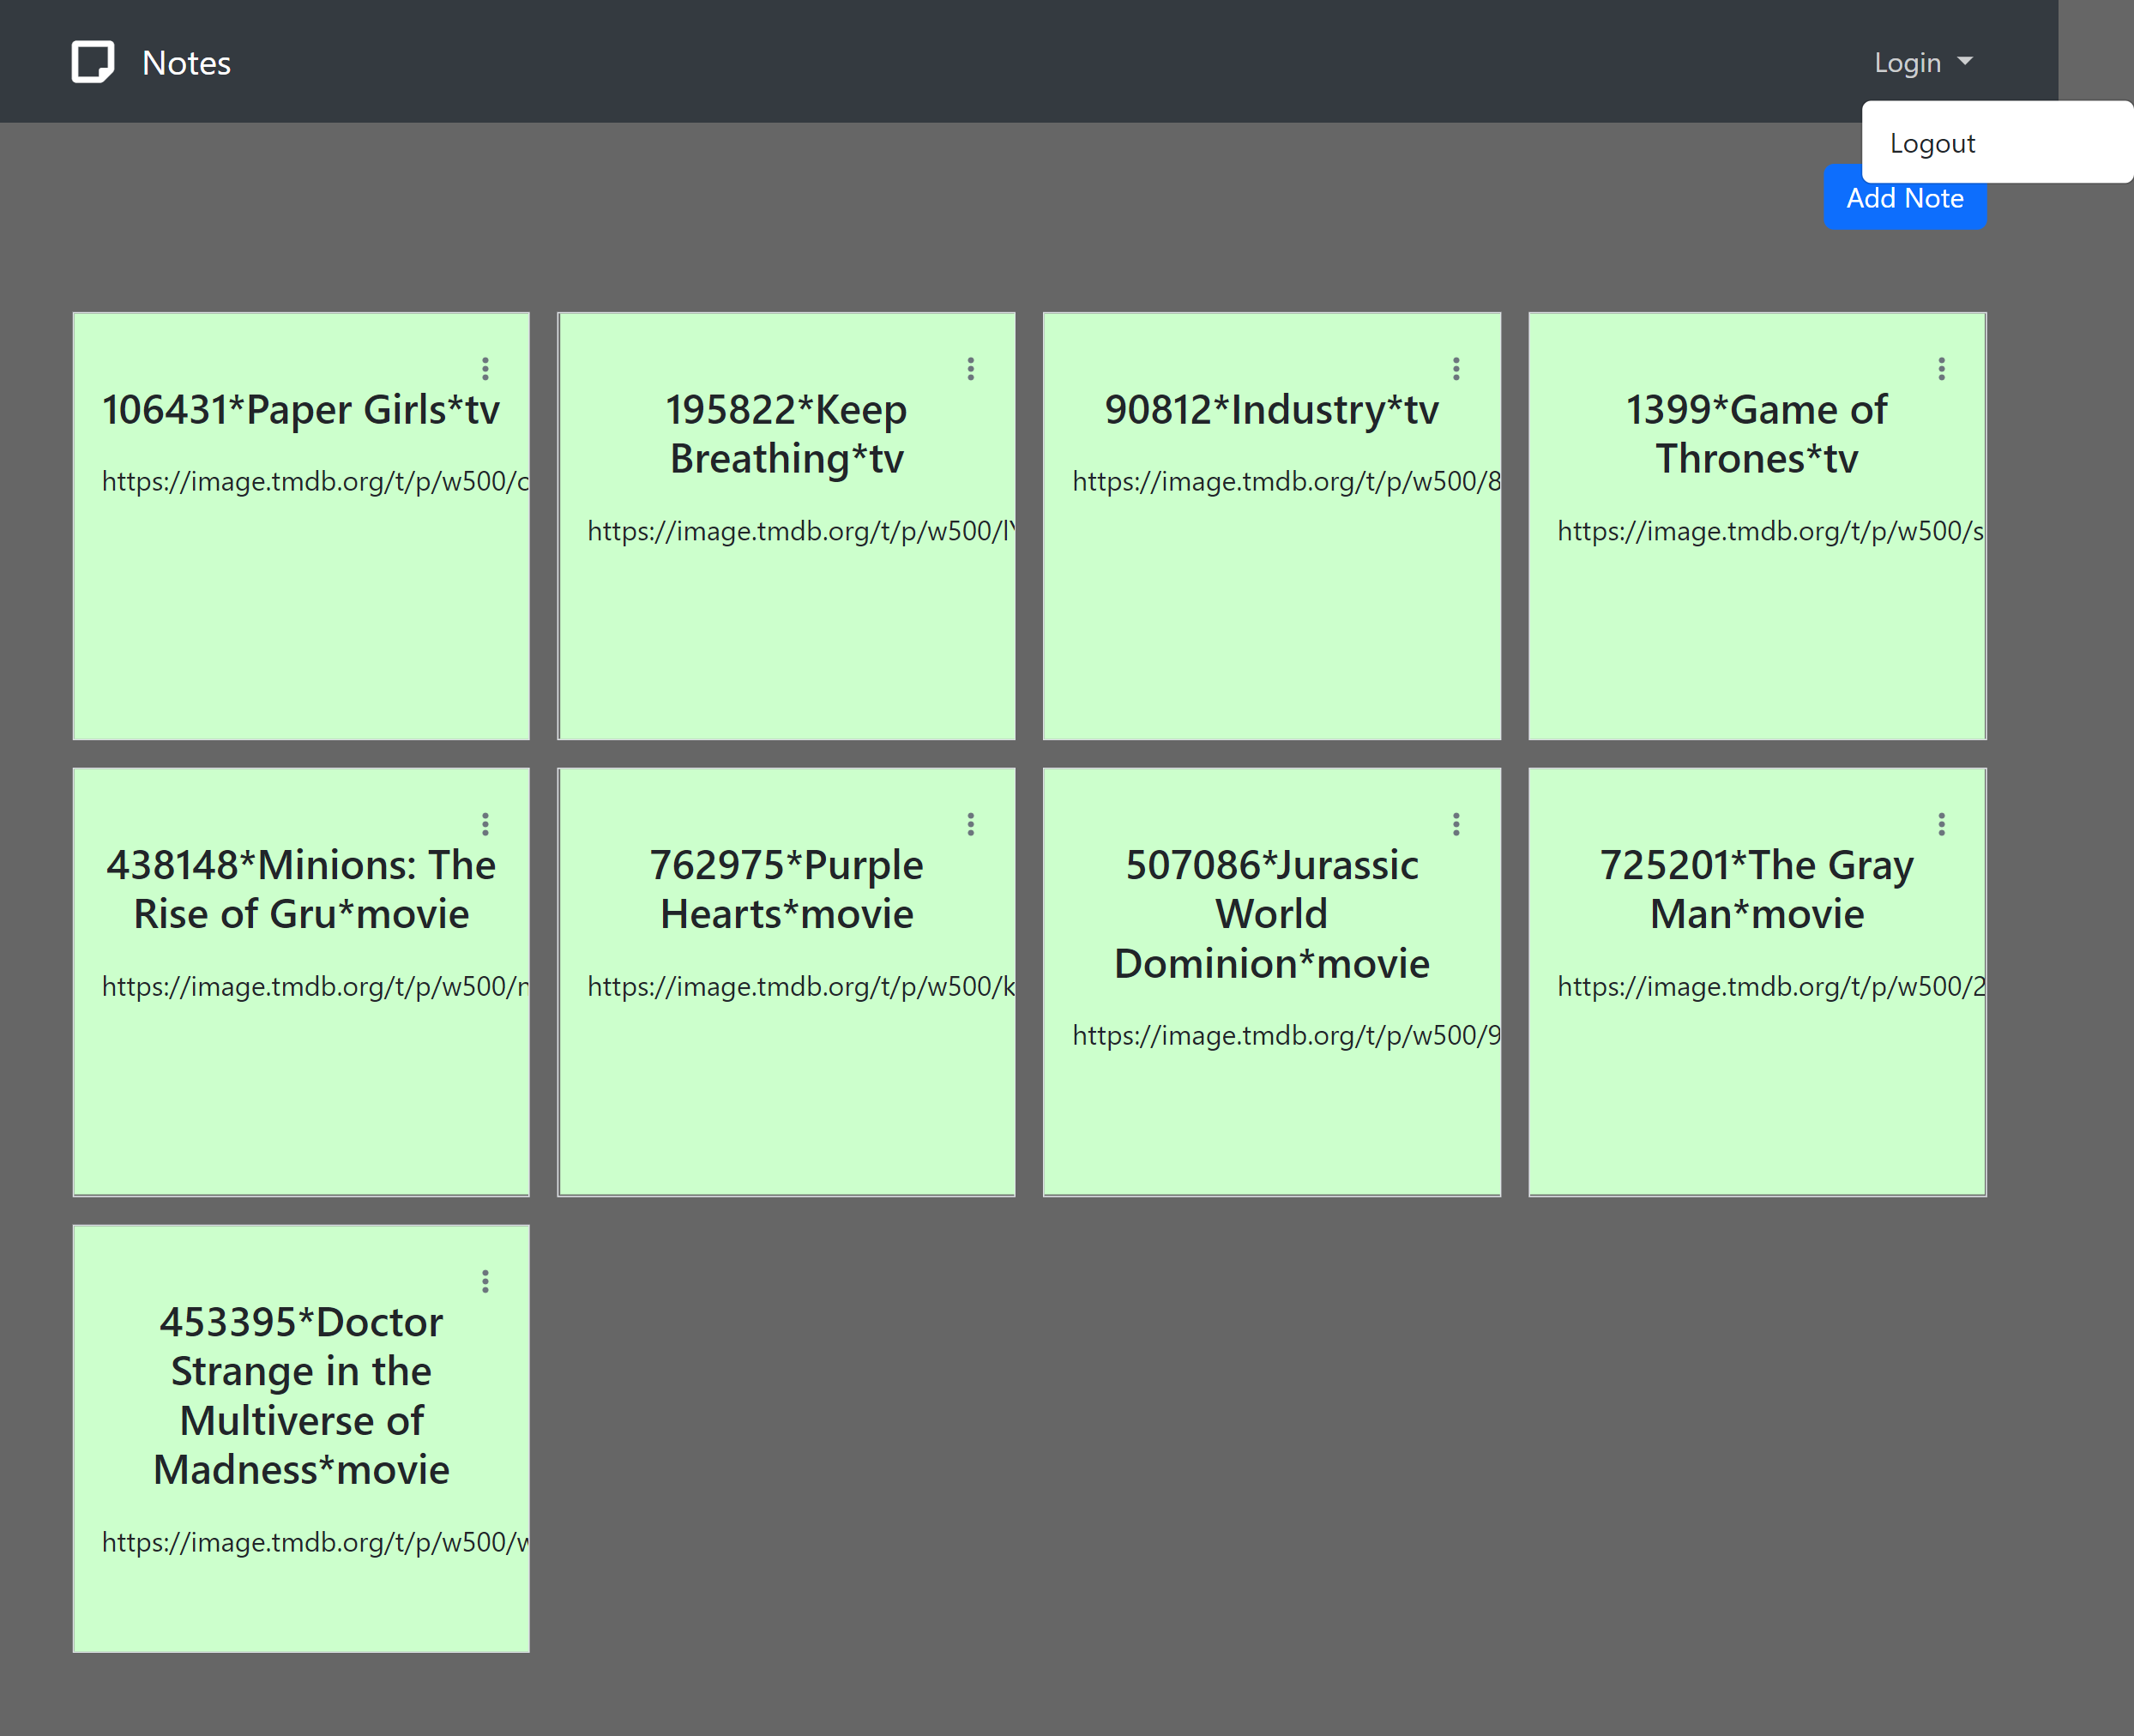 Notes
Login
Logout
Add Note
106431*Paper Girls*tv
https://image.tmdb.org/t/p/w500/c
195822*Keep
Breathing*tv
https://image.tmdb.org/t/p/w500/l
90812*Industry*tv
https://image.tmdb.org/t/p/w500/8
1399*Game of
Thrones*tv
https://image.tmdb.org/t/p/w500/s
438148*Minions: The
Rise of Gru*movie
https://image.tmdb.org/t/p/w500/
762975*Purple
Hearts*movie
https://image.tmdb.org/t/p/w500/k
507086*Jurassic
World
Dominion*movie
https://image.tmdb.org/t/p/w500/9
725201*The Gray
Man*movie
https://image.tmdb.org/t/p/w500/2
453395*Doctor
Strange in the
Multiverse of
Madness*movie
https://image.tmdb.org/t/p/w500/w